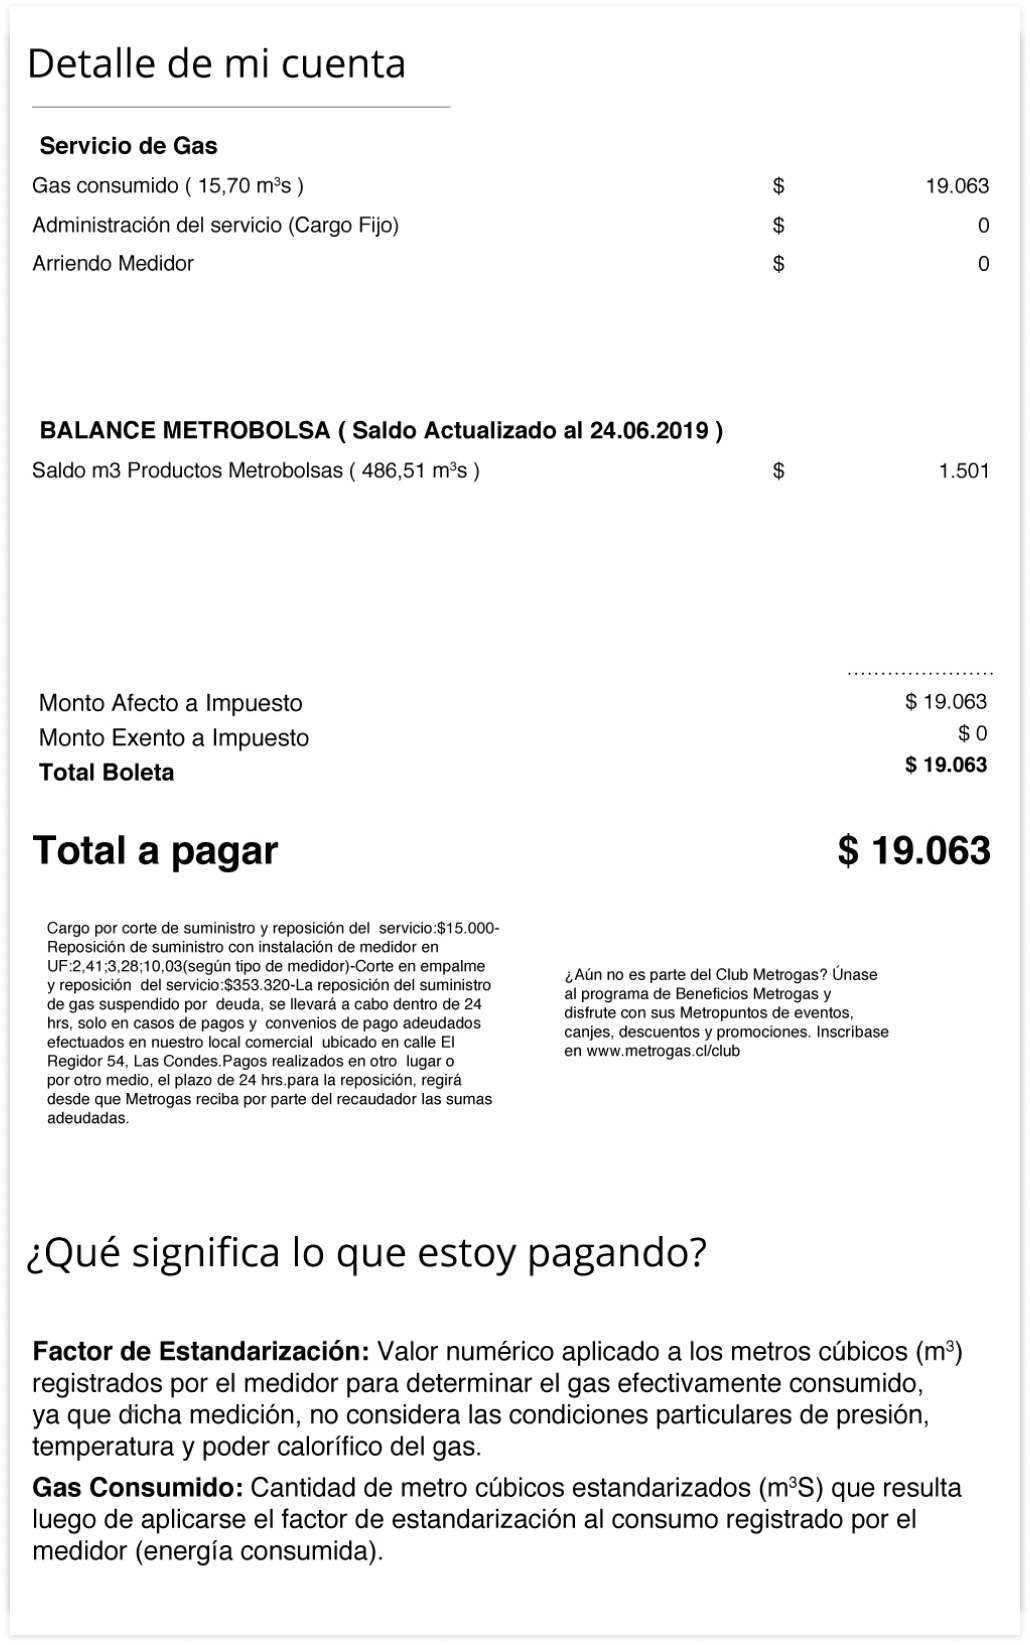 Detalle de mi cuenta
Servicio de Gas
Gas consumido ( 15,70 m³s ) $ 19.063
Administración del servicio (Cargo Fijo) $ 0
Arriendo Medidor $ 0
BALANCE METROBOLSA ( Saldo Actualizado al 24.06.2019 )
Saldo m3 Productos Metrobolsas ( 486,51 m³s ) $ 1.501
......................
Monto Afecto a Impuesto $ 19.063
Monto Exento a Impuesto $ 0
Total Boleta $ 19.063
Total a pagar $ 19.063
Cargo por corte de suministro y reposición del servicio:$15.000-
Reposición de suministro con instalación de medidor en
UF:2,41;3,28;10,03(según tipo de medidor)-Corte en empalme
y reposición del servicio:$353.320-La reposición del suministro
de gas suspendido por deuda, se llevará a cabo dentro de 24
hrs, solo en casos de pagos y convenios de pago adeudados
efectuados en nuestro local comercial ubicado en calle El
Regidor 54, Las Condes.Pagos realizados en otro lugar o
por otro medio, el plazo de 24 hrs.para la reposición, regirá
desde que Metrogas reciba por parte del recaudador las sumas
adeudadas.
¿Aún no es parte del Club Metrogas? Únase
al programa de Beneficios Metrogas y
disfrute con sus Metropuntos de eventos,
canjes, descuentos y promociones. Inscríbase
en www.metrogas.cl/club
¿Qué significa lo que estoy pagando?
Factor de Estandarización: Valor numérico aplicado a los metros cúbicos (m³)
registrados por el medidor para determinar el gas efectivamente consumido,
ya que dicha medición, no considera las condiciones particulares de presión,
temperatura y poder calorífico del gas.
Gas Consumido: Cantidad de metro cúbicos estandarizados (m³S) que resulta
luego de aplicarse el factor de estandarización al consumo registrado por el
medidor (energía consumida).